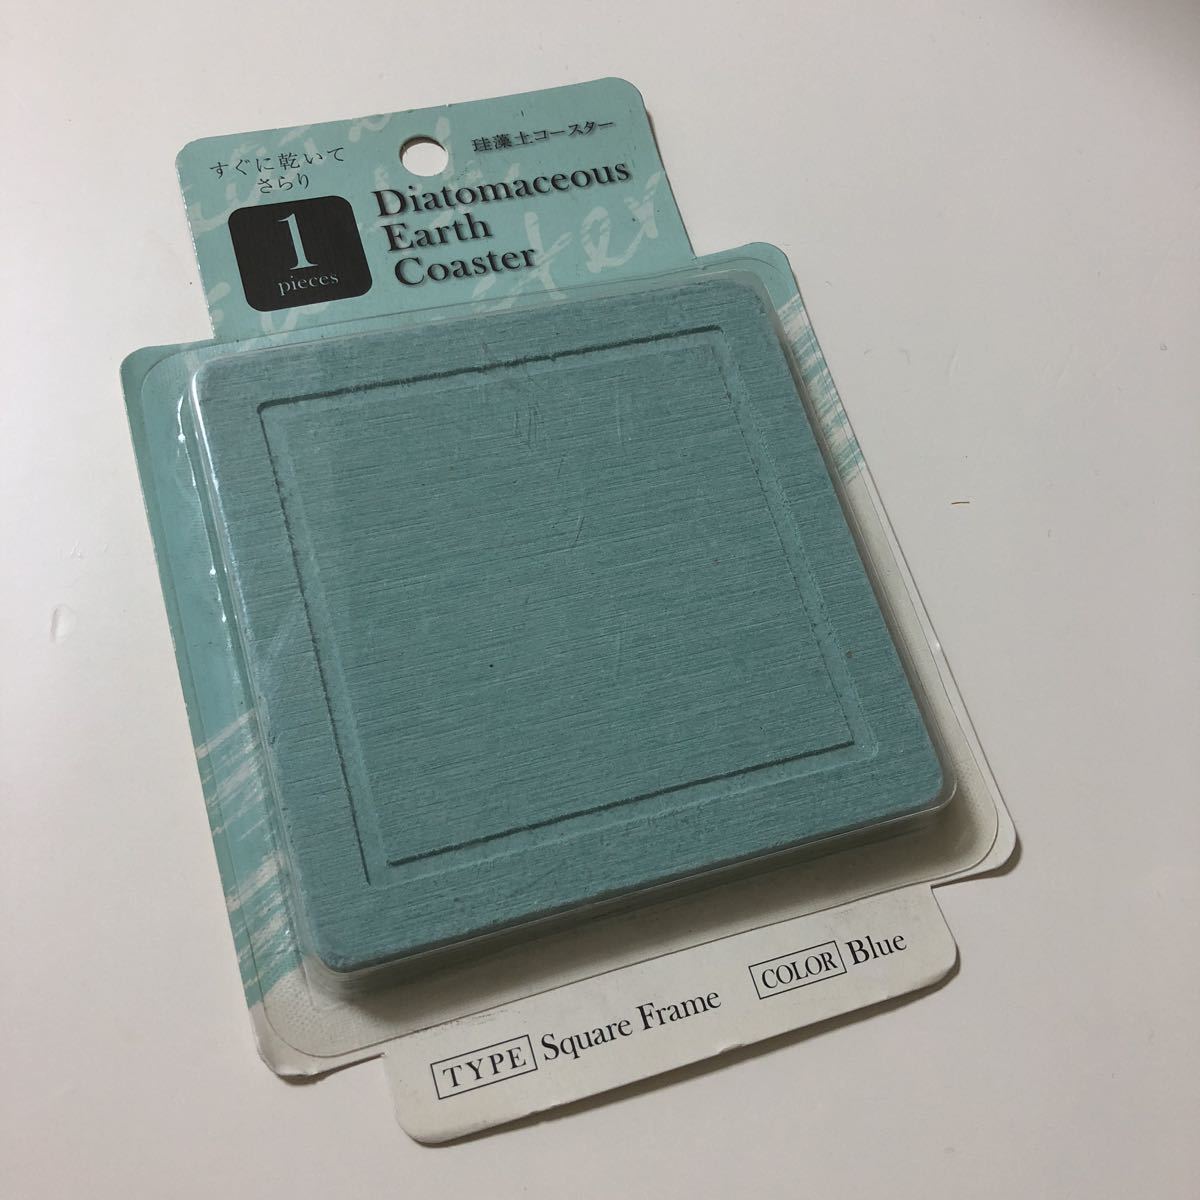 すぐに乾いて
さらり
1
pieces
珪藻土コースター
Diatomaceous
Earth
Coaster
TYPE Square Frame COLOR Blue